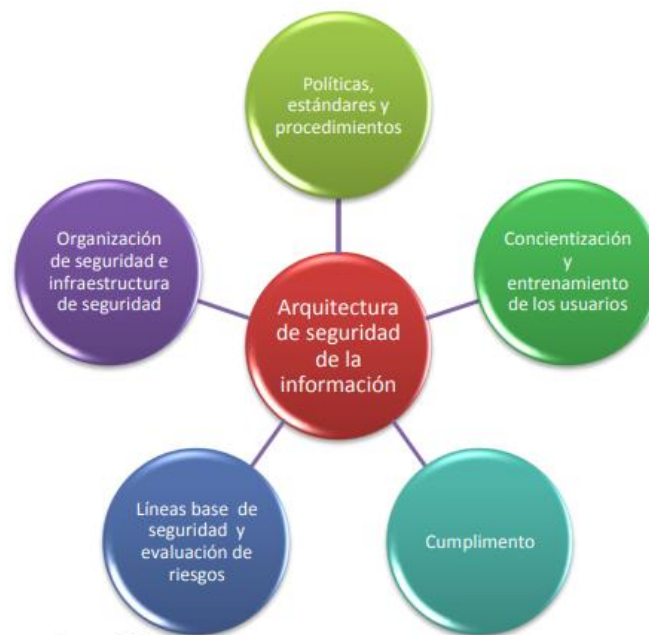 Políticas,
estándares y
procedimientos
Organización
de seguridad e
infraestructura
de seguridad
Concientización
y
entrenamiento
de los usuarios
Arquitectura
de seguridad
de la
información
Líneas base de
seguridad y
evaluación de
riesgos
Cumplimento